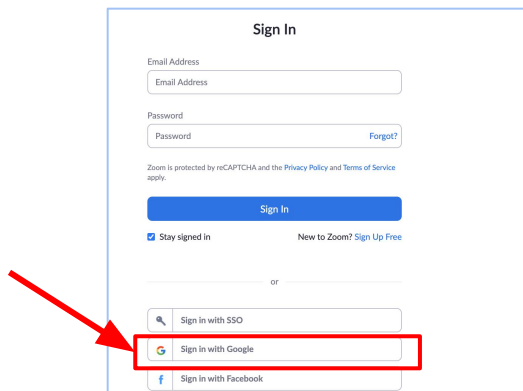 Sign In
Email Address
Email Address
Password
Password Forgot?
Zoom is protected by reCAPTCHA and the Privacy Policy and Terms of Service
apply.
Sign In
Stay signed in New to Zoom? Sign Up Free
or
Sign in with SSO
Sign in with Google
Sign in with Facebook